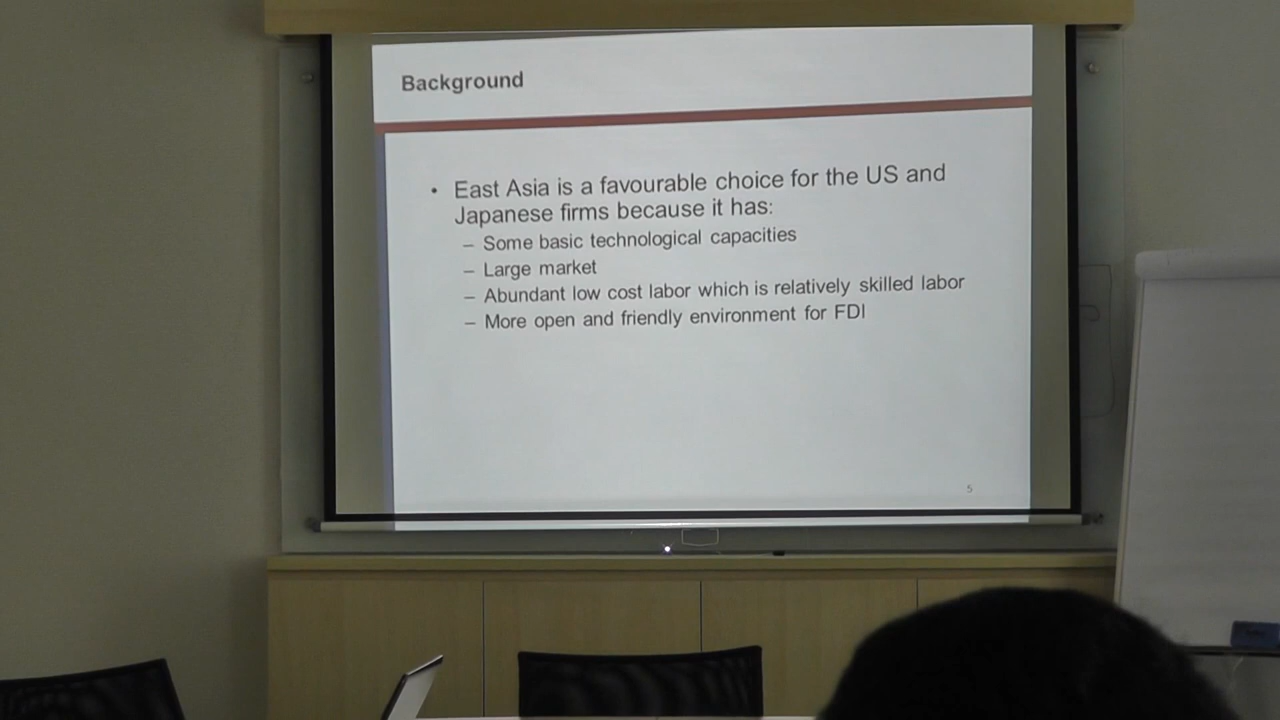 Background
• East Asia is a favourable choice for the US and
Japanese firms because it has:
– Some basic technological capacities
– Large market
– Abundant low cost labor which is relatively skilled labor
– More open and friendly environment for FDI
5